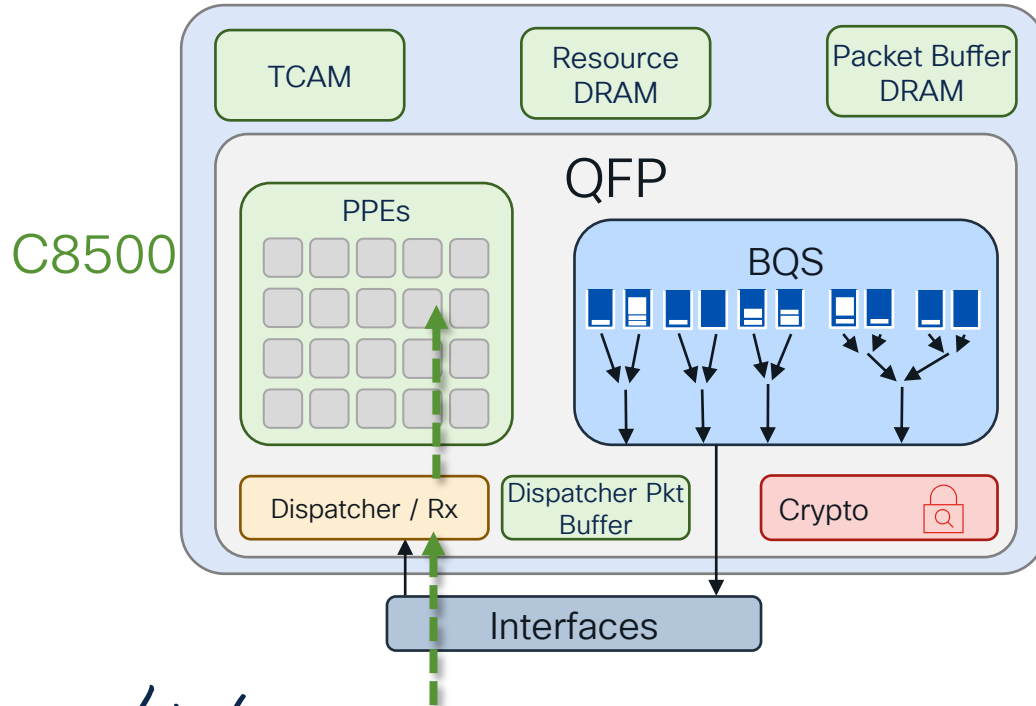 TCAM
Resource
DRAM
Packet Buffer
DRAM
QFP
C8500
PPEs
BQS
Dispatcher / Rx
Dispatcher Pkt
Buffer
Crypto
Interfaces